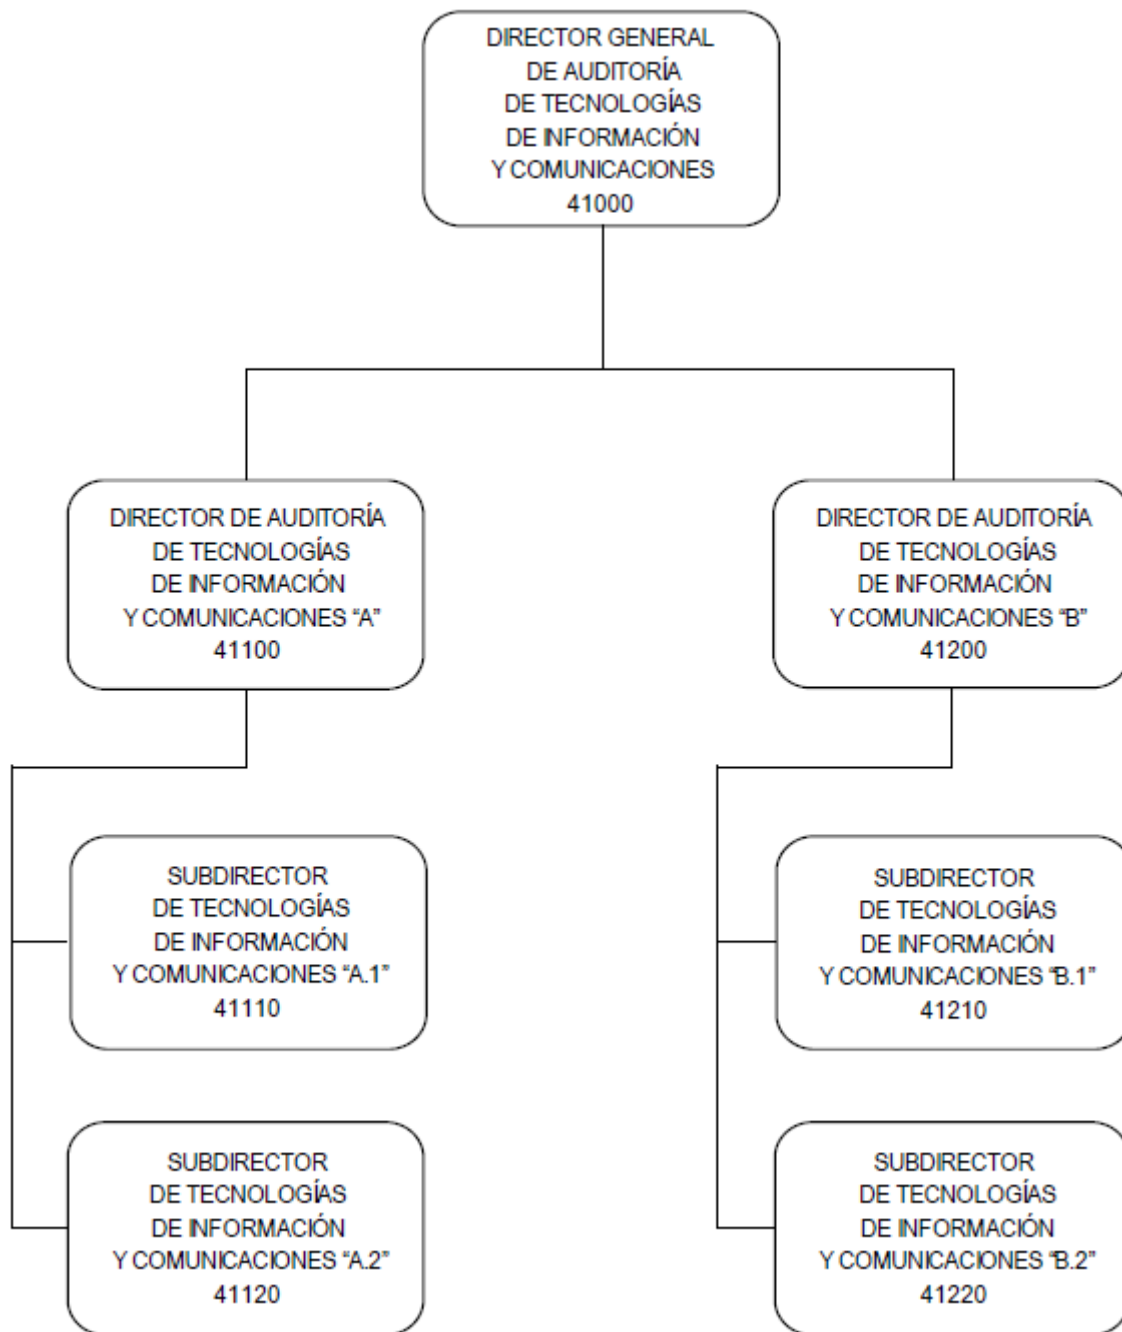 DIRECTOR GENERAL
DE AUDITORÍA
DE TECNOLOGÍAS
DE INFORMACIÓN
Y COMUNICACIONES
41000
DIRECTOR DE AUDITORÍA
DE TECNOLOGÍAS
DE INFORMACIÓN
Y COMUNICACIONES “A”
41100
DIRECTOR DE AUDITORÍA
DE TECNOLOGÍAS
DE INFORMACIÓN
Y COMUNICACIONES “B”
41200
SUBDIRECTOR
DE TECNOLOGÍAS
DE INFORMACIÓN
Y COMUNICACIONES “A.1”
41110
SUBDIRECTOR
DE TECNOLOGÍAS
DE INFORMACIÓN
Y COMUNICACIONES “B.1”
41210
SUBDIRECTOR
DE TECNOLOGÍAS
DE INFORMACIÓN
Y COMUNICACIONES “A.2”
41120
SUBDIRECTOR
DE TECNOLOGÍAS
DE INFORMACIÓN
Y COMUNICACIONES “B.2”
41220